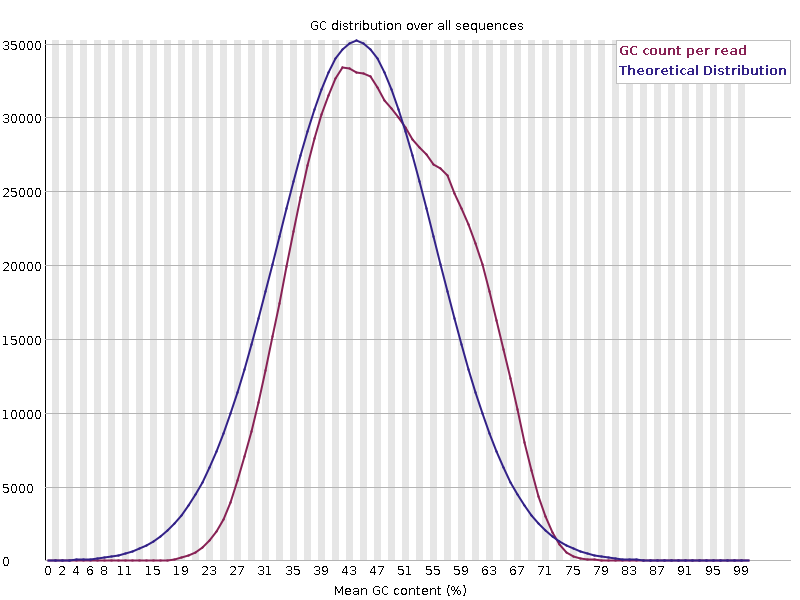 GC distribution over all sequences
GC count per read
Theoretical Distribution
35000
30000
25000
20000
15000
10000
5000
0
0 2 4 6 8 11 15 19 23 27 31 35 39 43 47 51 55 59 63 67 71 75 79 83 87 91 95 99
Mean GC content (%)